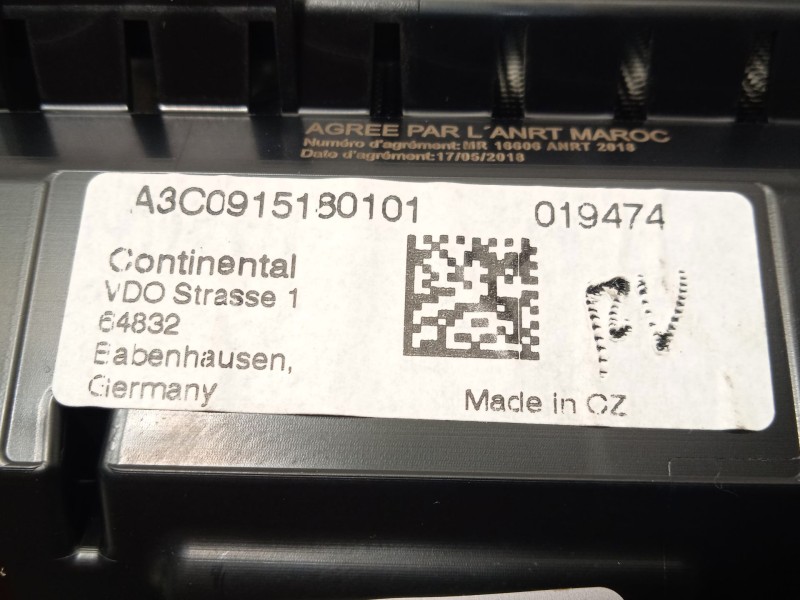 AGREE PAR L'ANRT MAROC
Numéro d'agrément:MR 16606 ANRT 2018
Date d'agrément:17/05/2018
A3C0915180101 019474
Continental
VDO Strasse 1
64832
Babenhausen,
Germany
Made in CZ
PV